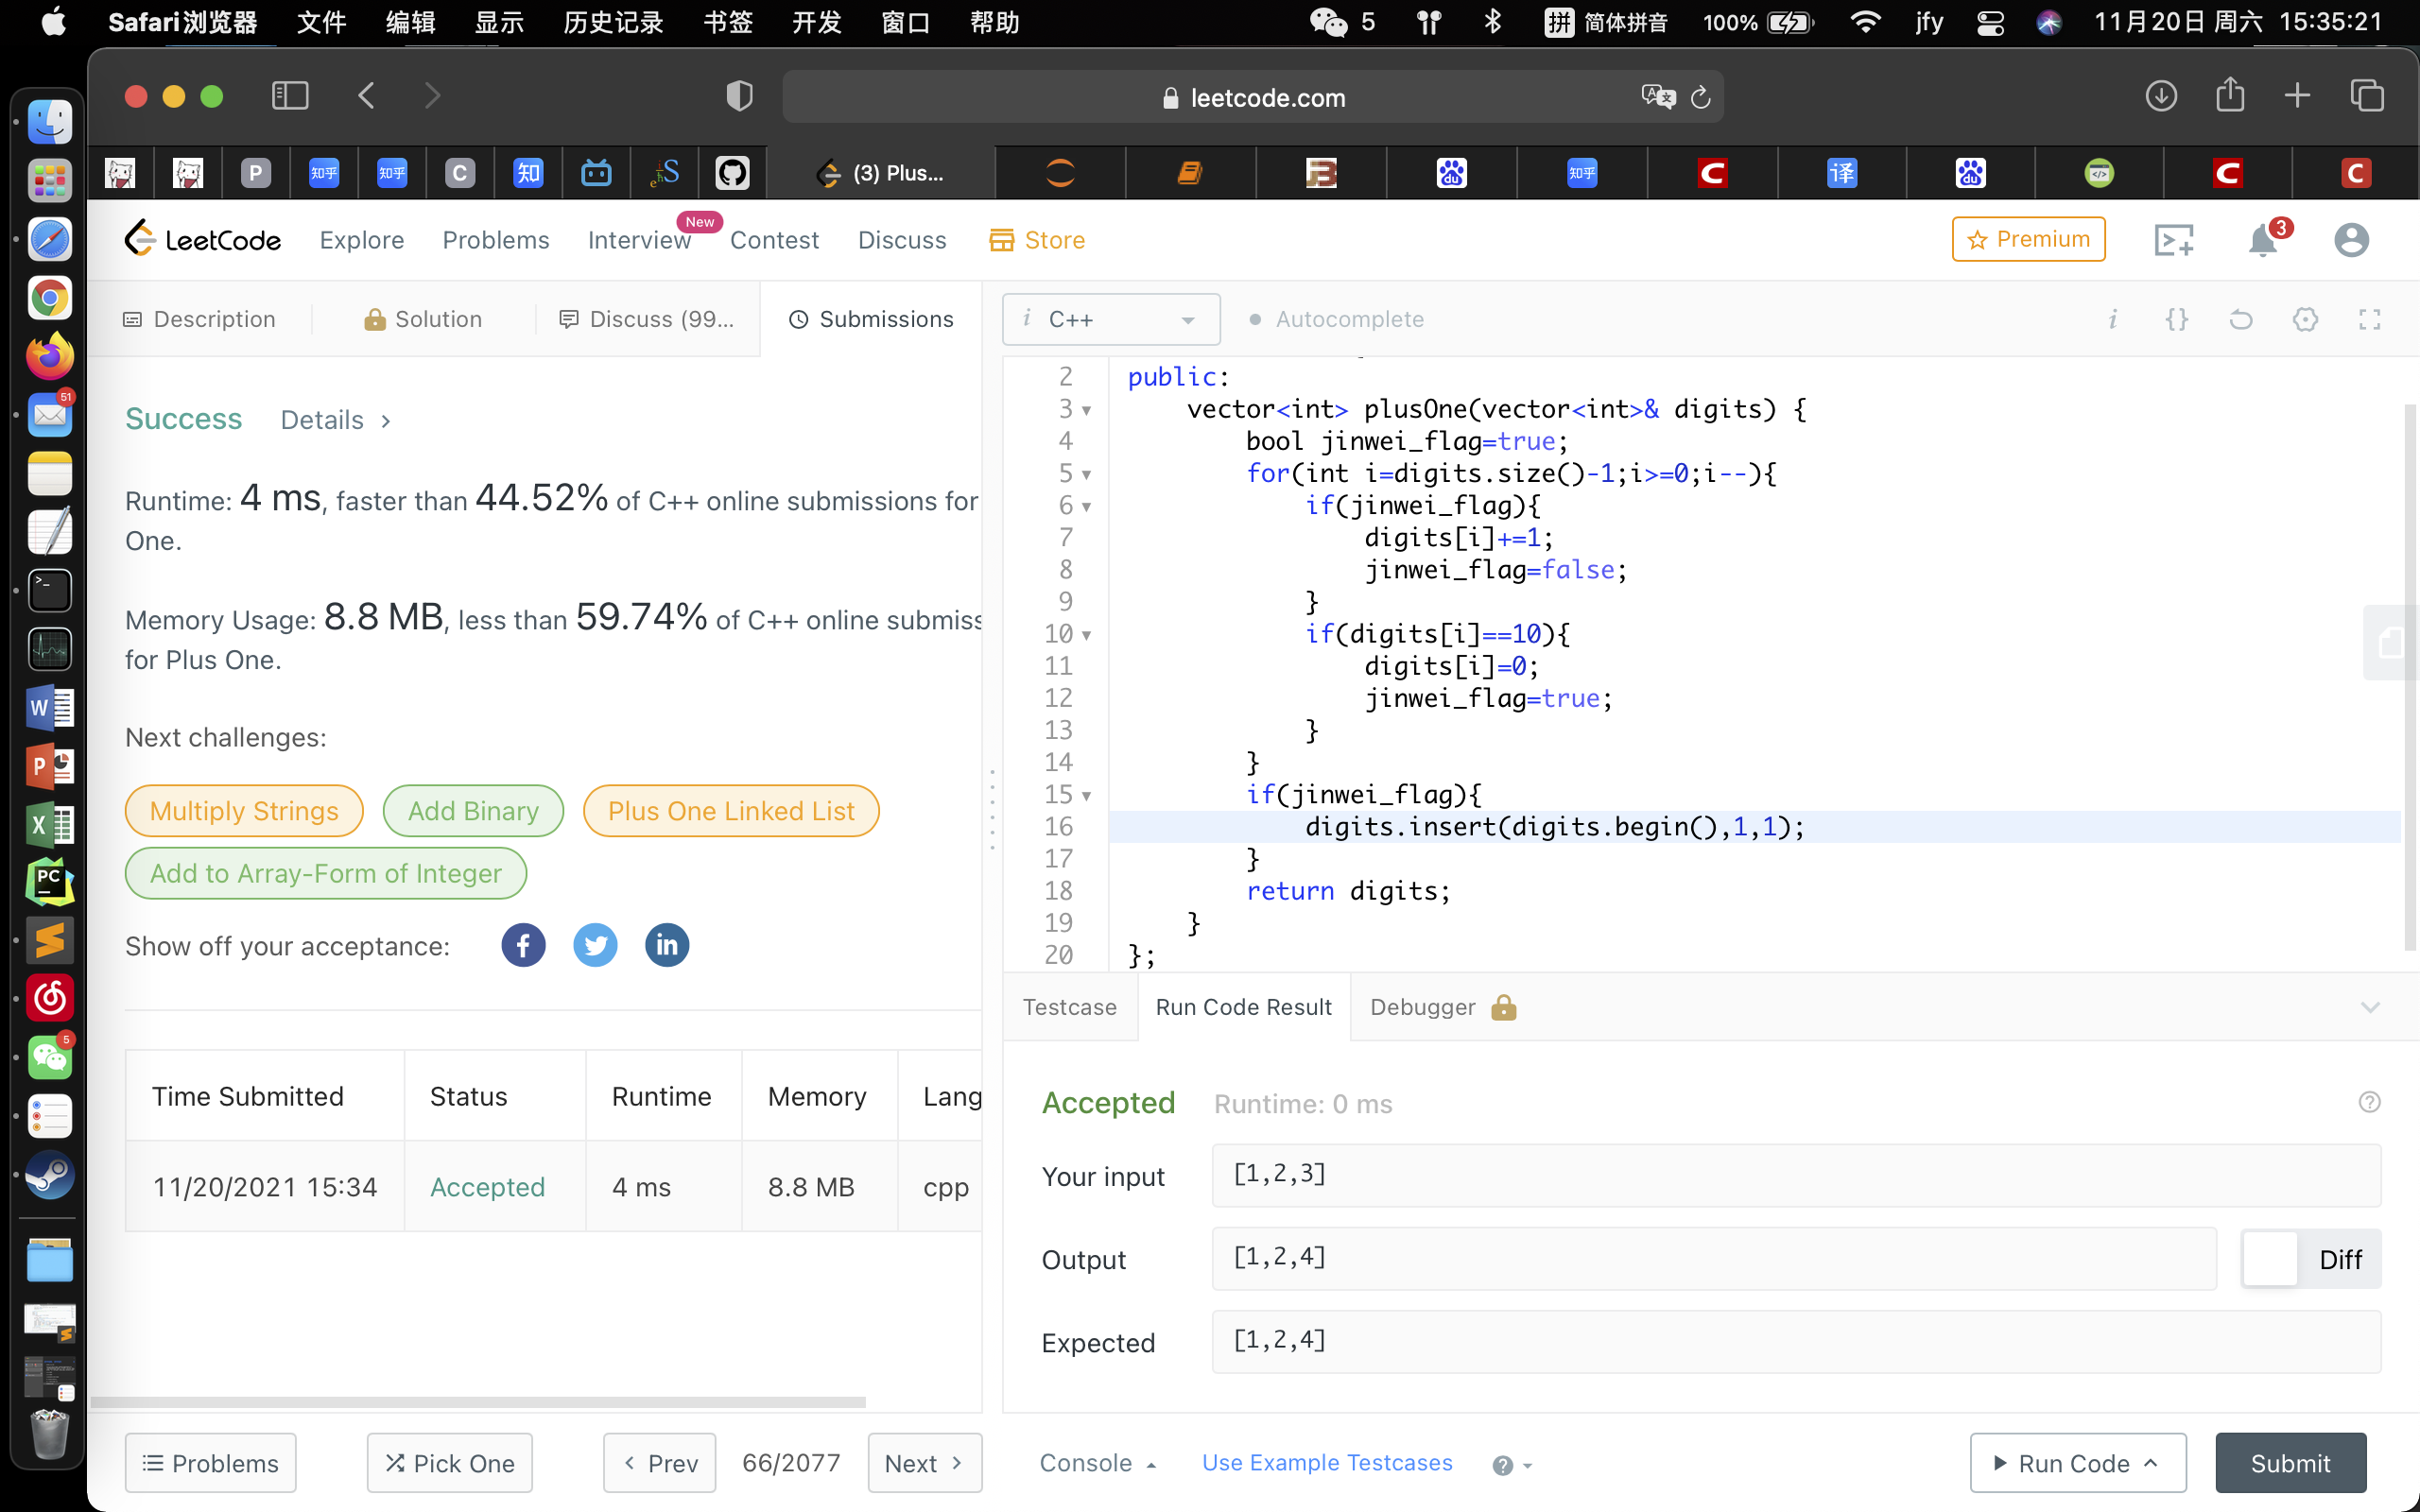 Safari浏览器 文件 编辑 显示 历史记录 书签 开发 窗口 帮助 5 拼 简体拼音 100% jfy 11月20日 周六 15:35:21
leetcode.com
P 知乎 知乎 C 知 (3) Plus... du 知乎 C 译 du C C
LeetCode Explore Problems Interview New Contest Discuss Store Premium 3
Description Solution Discuss (99... Submissions
Success Details >
Runtime: 4 ms, faster than 44.52% of C++ online submissions for
One.
Memory Usage: 8.8 MB, less than 59.74% of C++ online submiss
for Plus One.
Next challenges:
Multiply Strings Add Binary Plus One Linked List
Add to Array-Form of Integer
Show off your acceptance:
Time Submitted Status Runtime Memory Lang
11/20/2021 15:34 Accepted 4 ms 8.8 MB cpp
Problems Pick One Prev 66/2077 Next
i C++ Autocomplete
2 public:
3 vector<int> plusOne(vector<int>& digits) {
4 bool jinwei_flag=true;
5 for(int i=digits.size()-1;i>=0;i--){
6 if(jinwei_flag){
7 digits[i]+=1;
8 jinwei_flag=false;
9 }
10 if(digits[i]==10){
11 digits[i]=0;
12 jinwei_flag=true;
13 }
14 }
15 if(jinwei_flag){
16 digits.insert(digits.begin(),1,1);
17 }
18 return digits;
19 }
20 };
Testcase Run Code Result Debugger
Accepted Runtime: 0 ms
Your input [1,2,3]
Output [1,2,4] Diff
Expected [1,2,4]
Console Use Example Testcases Run Code Submit
51
W
P
X
PC
5